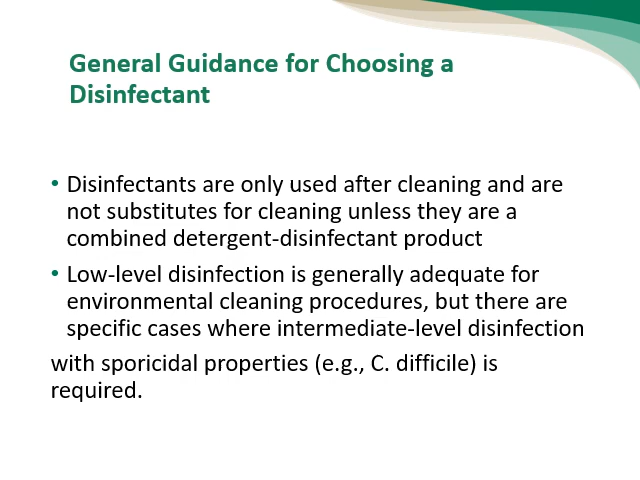 General Guidance for Choosing a
Disinfectant
• Disinfectants are only used after cleaning and are
not substitutes for cleaning unless they are a
combined detergent-disinfectant product
• Low-level disinfection is generally adequate for
environmental cleaning procedures, but there are
specific cases where intermediate-level disinfection
with sporicidal properties (e.g., C. difficile) is
required.